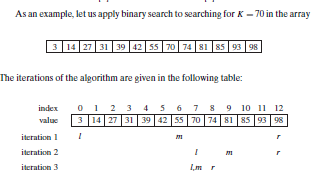 As an example, let us apply binary search to searching for K = 70 in the array
3 14 27 31 39 42 55 70 74 81 85 93 98
The iterations of the algorithm are given in the following table:
index 0 1 2 3 4 5 6 7 8 9 10 11 12
value 3 14 27 31 39 42 55 70 74 81 85 93 98
iteration 1 l m r
iteration 2 l m r
iteration 3 l,m r